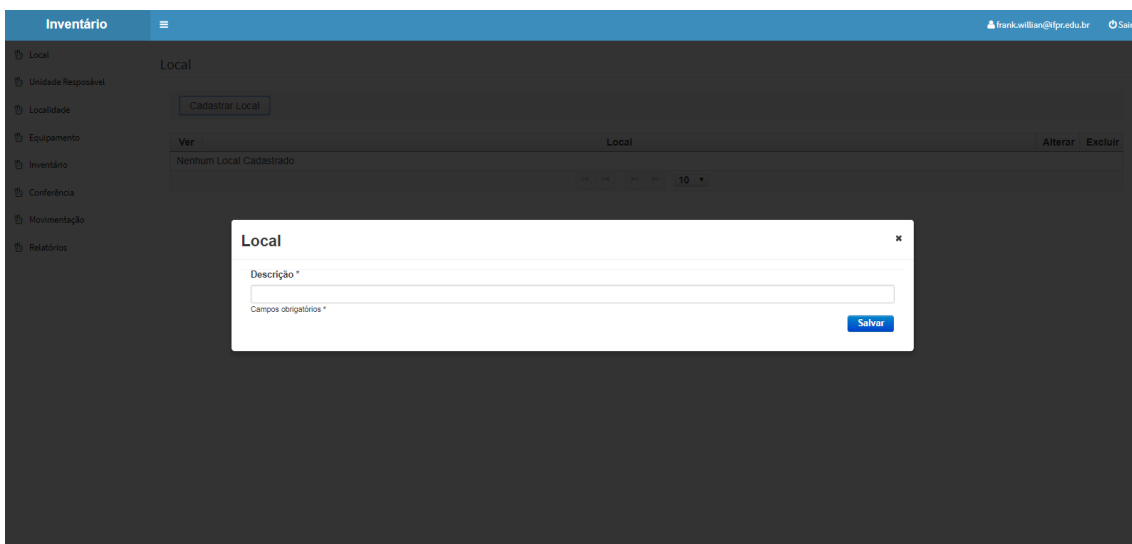 Inventário
frank.willian@ifpr.edu.br Sair
Local
Unidade Resposável
Localidade
Equipamento
Inventário
Conferência
Movimentação
Relatórios
Local
Cadastrar Local
Ver Local Alterar Excluir
Nenhum Local Cadastrado
10
Local
Descrição *
Campos obrigatórios *
Salvar